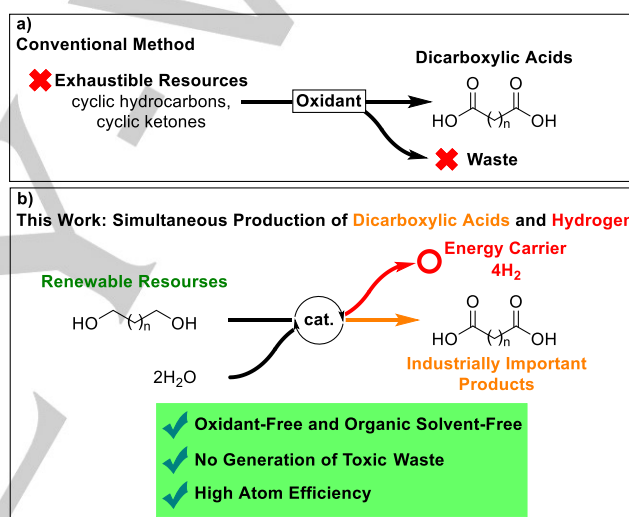 a)
Conventional Method
Dicarboxylic Acids
Exhaustible Resources
cyclic hydrocarbons,
cyclic ketones
Oxidant
O O
HO ( )n OH
Waste
b)
This Work: Simultaneous Production of Dicarboxylic Acids and Hydrogen
Energy Carrier
4H2
Renewable Resourses
HO ( )n OH
cat.
O O
HO ( )n OH
2H2O
Industrially Important
Products
Oxidant-Free and Organic Solvent-Free
No Generation of Toxic Waste
High Atom Efficiency